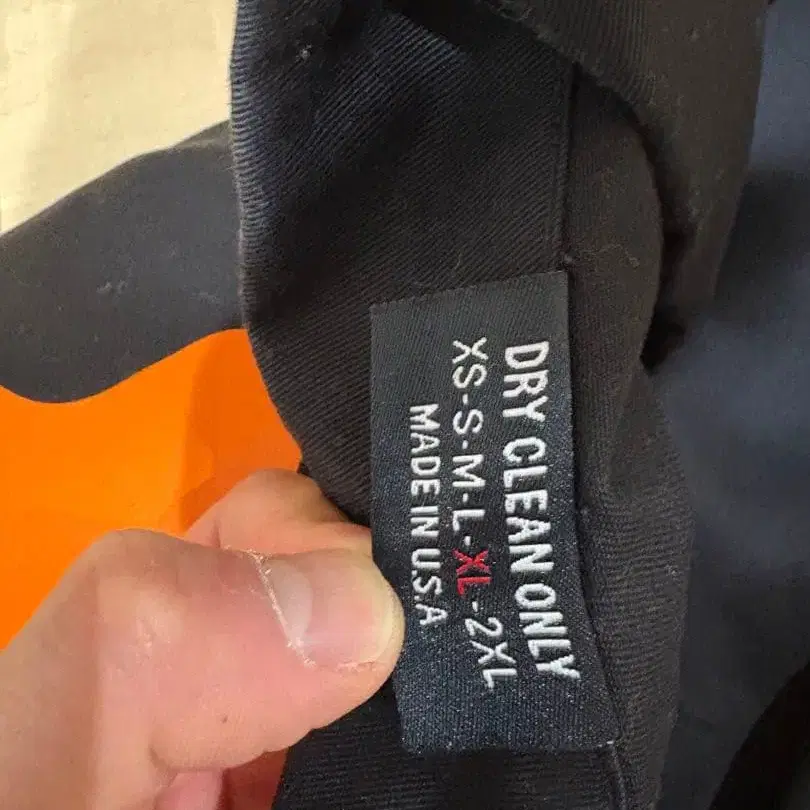 DRY CLEAN ONLY
XS-S-M-L-XL-2XL
MADE IN U.S.A